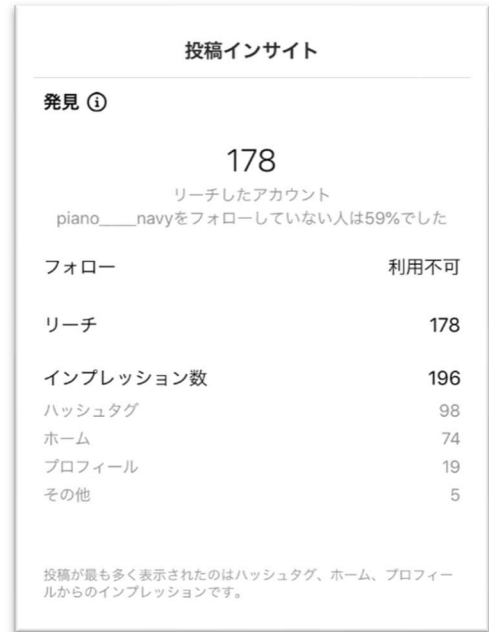 投稿インサイト
発見
178
リーチしたアカウント
piano____navyをフォローしていない人は59%でした
フォロー 利用不可
リーチ 178
インプレッション数 196
ハッシュタグ 98
ホーム 74
プロフィール 19
その他 5
投稿が最も多く表示されたのはハッシュタグ、ホーム、プロフィー
ルからのインプレッションです。